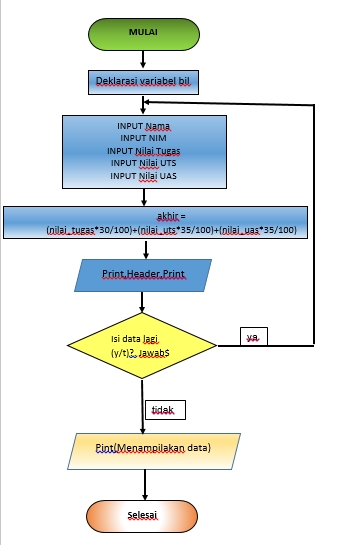 MULAI
Deklarasi variabel bil
INPUT Nama
INPUT NIM
INPUT Nilai Tugas
INPUT Nilai UTS
INPUT Nilai UAS
akhir =
(nilai_tugas*30/100)+(nilai_uts*35/100)+(nilai_uas*35/100)
Print,Header,Print
Isi data lagi
(y/t)?, Jawab$
ya
tidak
Pint(Menampilakan data)
Selesai